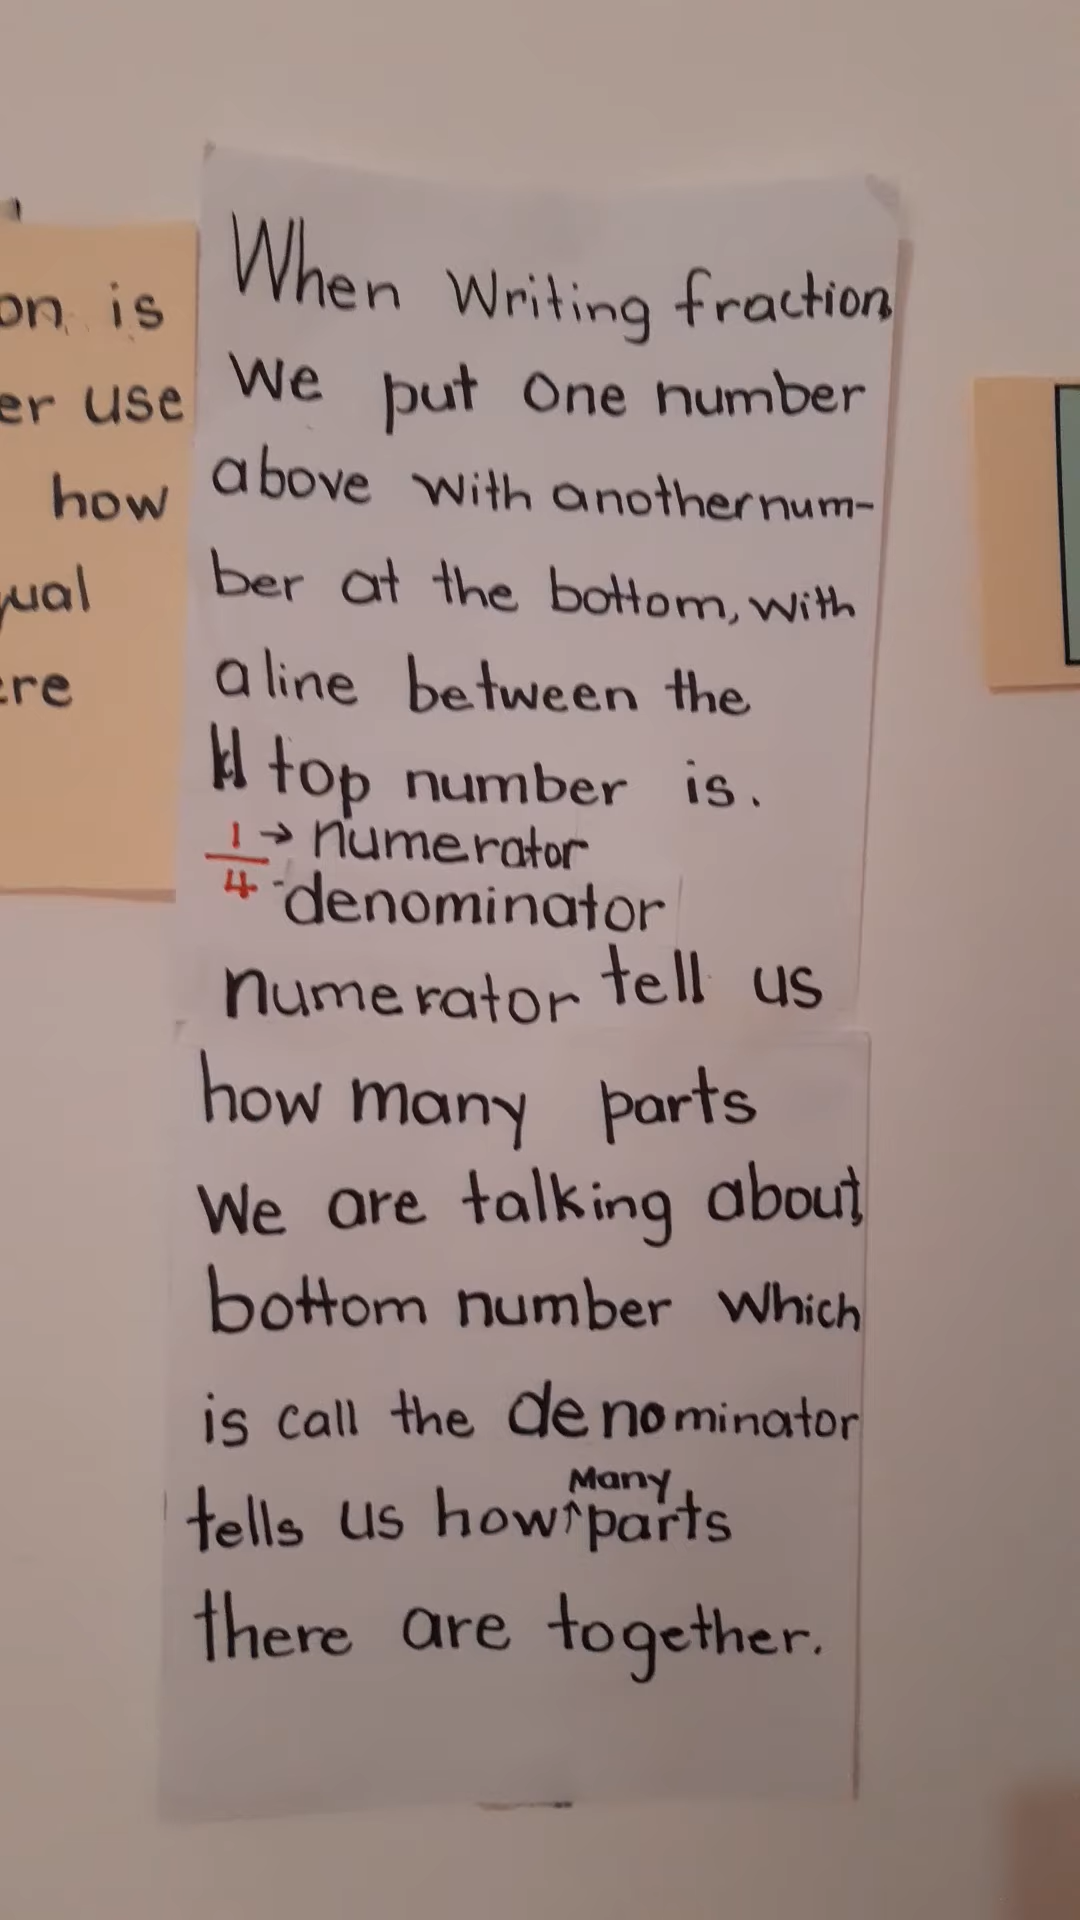 on is
er use
how
qual
ere
When Writing fraction
We put One number
above with another num-
ber at the bottom, with
a line between the
top number is.
1 → numerator
4 - denominator
numerator tell us
how many parts
We are talking about,
bottom number which
is call the denominator
tells us how ↑ Many parts
there are together.